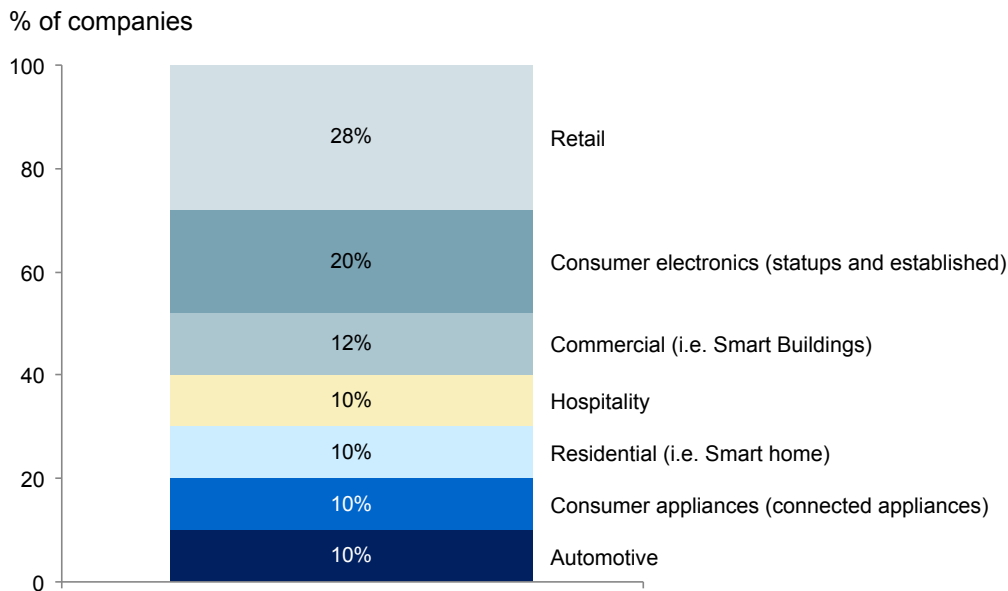 % of companies
100
28%
Retail
80
20%
Consumer electronics (statups and established)
60
12%
Commercial (i.e. Smart Buildings)
40
10%
Hospitality
10%
Residential (i.e. Smart home)
20
10%
Consumer appliances (connected appliances)
10%
Automotive
0